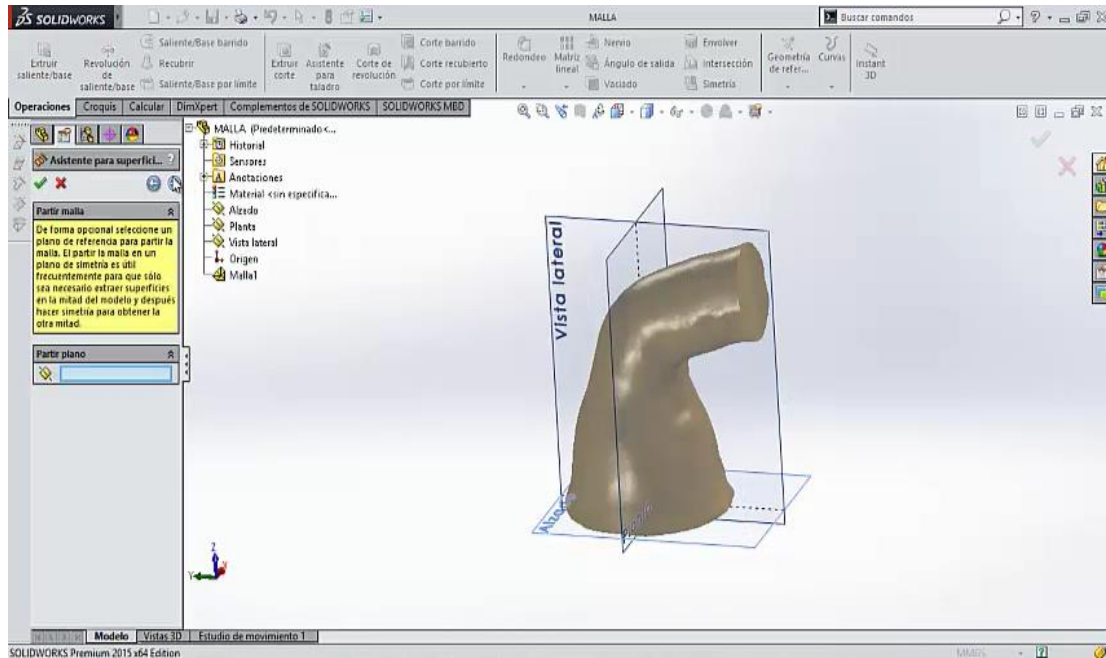 SOLIDWORKS
MALLA
Buscar comandos
Extruir saliente/base
Revolución de saliente/base
Saliente/Base barrido
Recubrir
Saliente/Base por límite
Extruir corte
Asistente para taladro
Corte de revolución
Corte barrido
Corte recubierto
Corte por límite
Redondeo
Matriz lineal
Nervio
Ángulo de salida
Vaciado
Envolver
Intersección
Simetría
Geometría de refer...
Curvas
Instant 3D
Operaciones
Croquis
Calcular
DimXpert
Complementos de SOLIDWORKS
SOLIDWORKS MBD
Asistente para superfici...
?
Partir malla
De forma opcional seleccione un
plano de referencia para partir la
malla. El partir la malla en un
plano de simetría es útil
frecuentemente para que sólo
sea necesario extraer superficies
en la mitad del modelo y después
hacer simetría para obtener la
otra mitad.
Partir plano
MALLA (Predeterminado<...
Historial
Sensores
Anotaciones
Material <sin especifica...
Alzado
Planta
Vista lateral
Origen
Malla1
Vista lateral
Alzado
Planta
Z
Y
Modelo
Vistas 3D
Estudio de movimiento 1
SOLIDWORKS Premium 2015 x64 Edition
MMGS